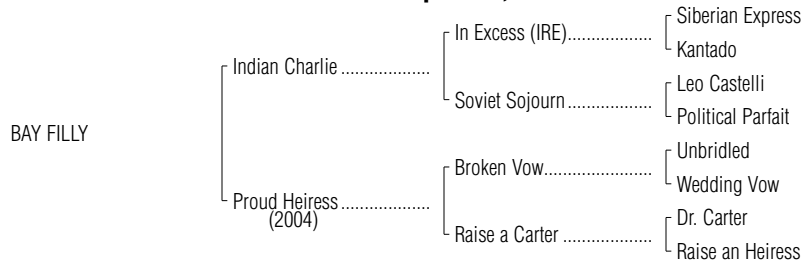 Siberian Express
In Excess (IRE)..................
Kantado
Indian Charlie ...................
Leo Castelli
Soviet Sojourn..................
Political Parfait
BAY FILLY
Unbridled
Broken Vow......................
Wedding Vow
Proud Heiress...................
(2004)
Dr. Carter
Raise a Carter ...................
Raise an Heiress